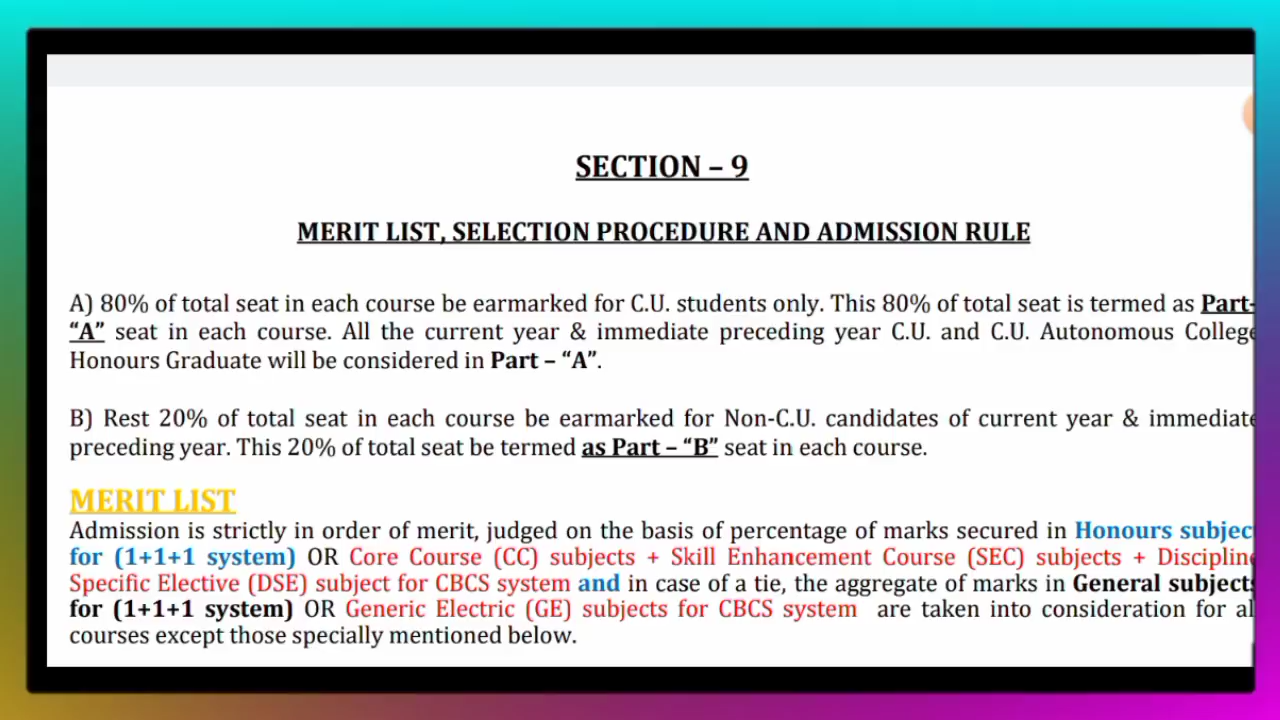 SECTION – 9
MERIT LIST, SELECTION PROCEDURE AND ADMISSION RULE
A) 80% of total seat in each course be earmarked for C.U. students only. This 80% of total seat is termed as Part-
“A” seat in each course. All the current year & immediate preceding year C.U. and C.U. Autonomous College
Honours Graduate will be considered in Part – “A”.
B) Rest 20% of total seat in each course be earmarked for Non-C.U. candidates of current year & immediate
preceding year. This 20% of total seat be termed as Part – “B” seat in each course.
MERIT LIST
Admission is strictly in order of merit, judged on the basis of percentage of marks secured in Honours subjec
for (1+1+1 system) OR Core Course (CC) subjects + Skill Enhancement Course (SEC) subjects + Discipline
Specific Elective (DSE) subject for CBCS system and in case of a tie, the aggregate of marks in General subjects
for (1+1+1 system) OR Generic Electric (GE) subjects for CBCS system are taken into consideration for al
courses except those specially mentioned below.